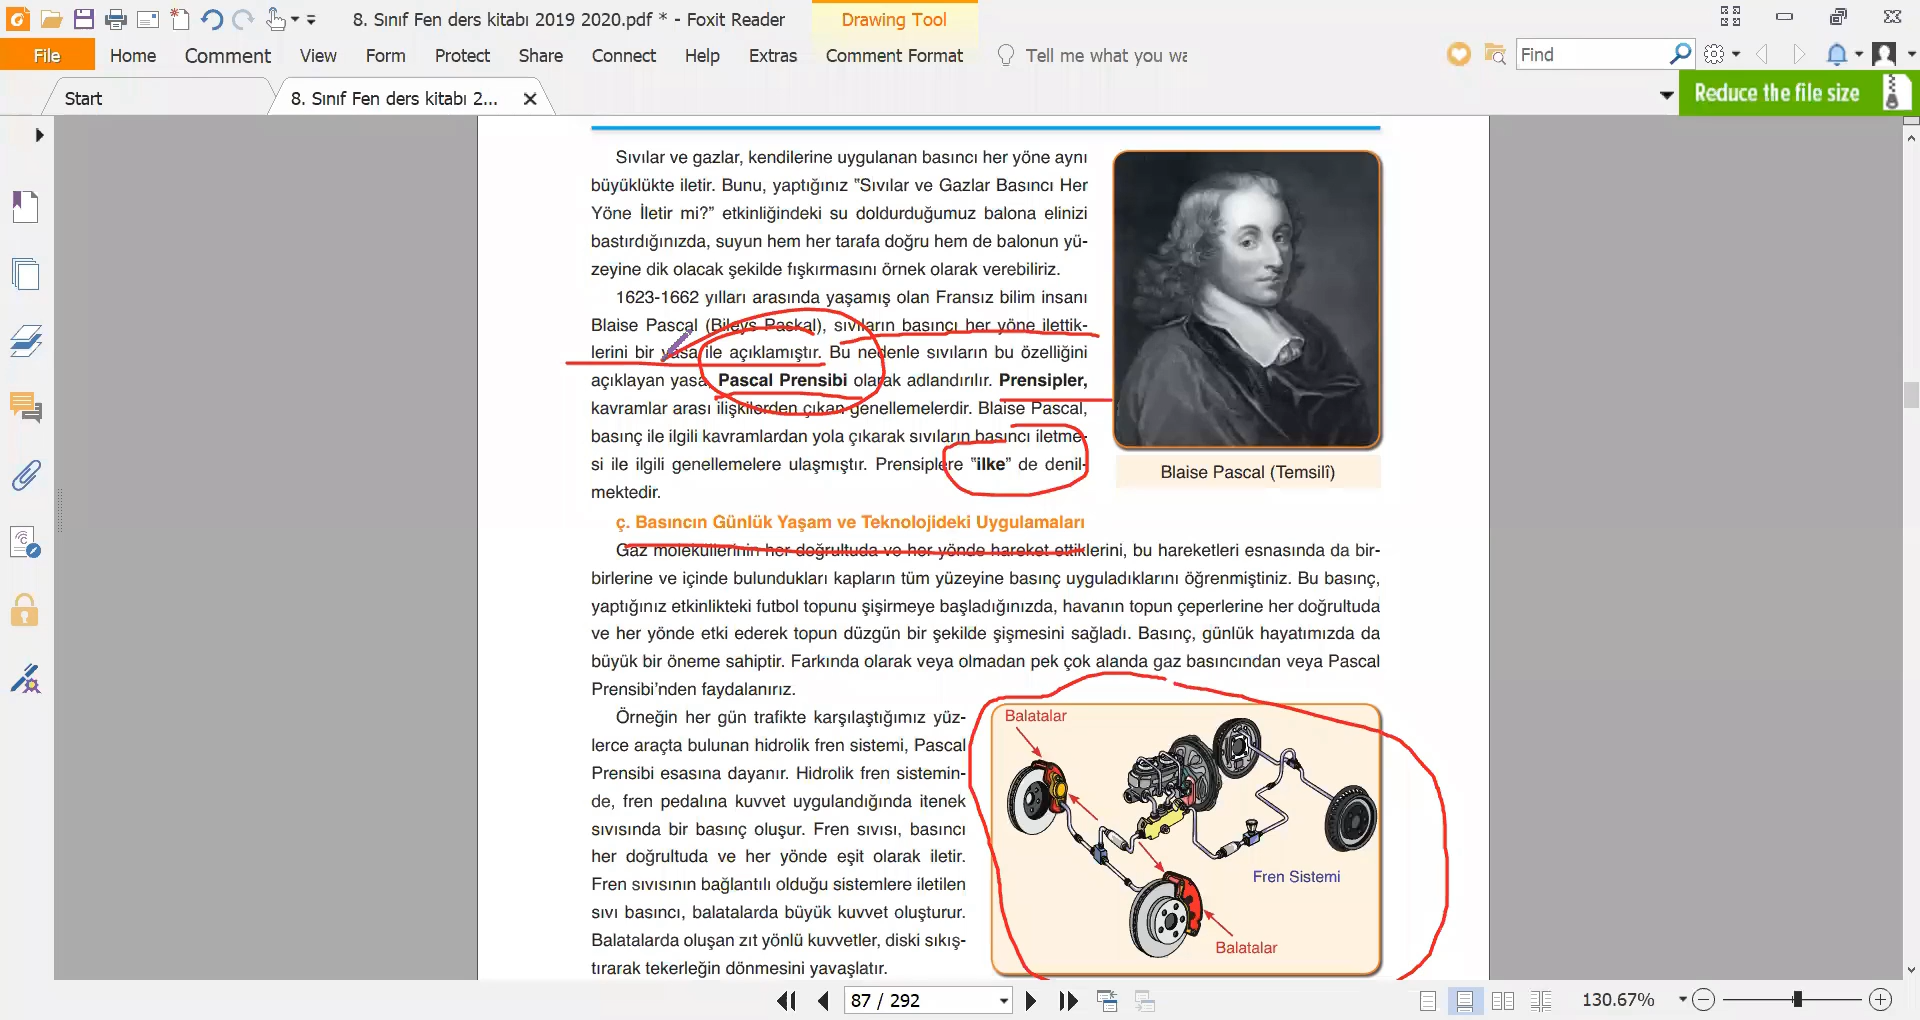 8. Sınıf Fen ders kitabı 2019 2020.pdf * - Foxit Reader
Drawing Tool
File Home Comment View Form Protect Share Connect Help Extras Comment Format Tell me what you wa Find
Start
8. Sınıf Fen ders kitabı 2...
Reduce the file size
Sıvılar ve gazlar, kendilerine uygulanan basıncı her yöne aynı
büyüklükte iletir. Bunu, yaptığınız "Sıvılar ve Gazlar Basıncı Her
Yöne İletir mi?" etkinliğindeki su doldurduğumuz balona elinizi
bastırdığınızda, suyun hem her tarafa doğru hem de balonun yü-
zeyine dik olacak şekilde fışkırmasını örnek olarak verebiliriz.
1623-1662 yılları arasında yaşamış olan Fransız bilim insanı
Blaise Pascal (Bileys Paskal), sıvıların basıncı her yöne ilettik-
lerini bir yasa ile açıklamıştır. Bu nedenle sıvıların bu özelliğini
açıklayan yasa, Pascal Prensibi olarak adlandırılır. Prensipler,
kavramlar arası ilişkilerden çıkan genellemelerdir. Blaise Pascal,
basınç ile ilgili kavramlardan yola çıkarak sıvıların basıncı iletme-
si ile ilgili genellemelere ulaşmıştır. Prensiplere "ilke" de denil-
mektedir.
Blaise Pascal (Temsilî)
ç. Basıncın Günlük Yaşam ve Teknolojideki Uygulamaları
Gaz moleküllerinin her doğrultuda ve her yönde hareket ettiklerini, bu hareketleri esnasında da bir-
birlerine ve içinde bulundukları kapların tüm yüzeyine basınç uyguladıklarını öğrenmiştiniz. Bu basınç,
yaptığınız etkinlikteki futbol topunu şişirmeye başladığınızda, havanın topun çeperlerine her doğrultuda
ve her yönde etki ederek topun düzgün bir şekilde şişmesini sağladı. Basınç, günlük hayatımızda da
büyük bir öneme sahiptir. Farkında olarak veya olmadan pek çok alanda gaz basıncından veya Pascal
Prensibi'nden faydalanırız.
Örneğin her gün trafikte karşılaştığımız yüz-
lerce araçta bulunan hidrolik fren sistemi, Pascal
Prensibi esasına dayanır. Hidrolik fren sistemin-
de, fren pedalına kuvvet uygulandığında itenek
sıvısında bir basınç oluşur. Fren sıvısı, basıncı
her doğrultuda ve her yönde eşit olarak iletir.
Fren sıvısının bağlantılı olduğu sistemlere iletilen
sıvı basıncı, balatalarda büyük kuvvet oluşturur.
Balatalarda oluşan zıt yönlü kuvvetler, diski sıkış-
tırarak tekerleğin dönmesini yavaşlatır.
Balatalar
Fren Sistemi
Balatalar
87 / 292
130.67%